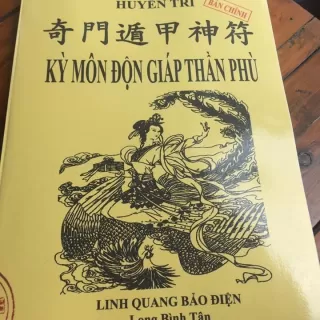 HUYỀN TRI
BẢN CHÍNH
奇門遁甲神符
KỲ MÔN ĐỘN GIÁP THẦN PHÙ
LINH QUANG BẢO ĐIỆN
Long Bình Tân